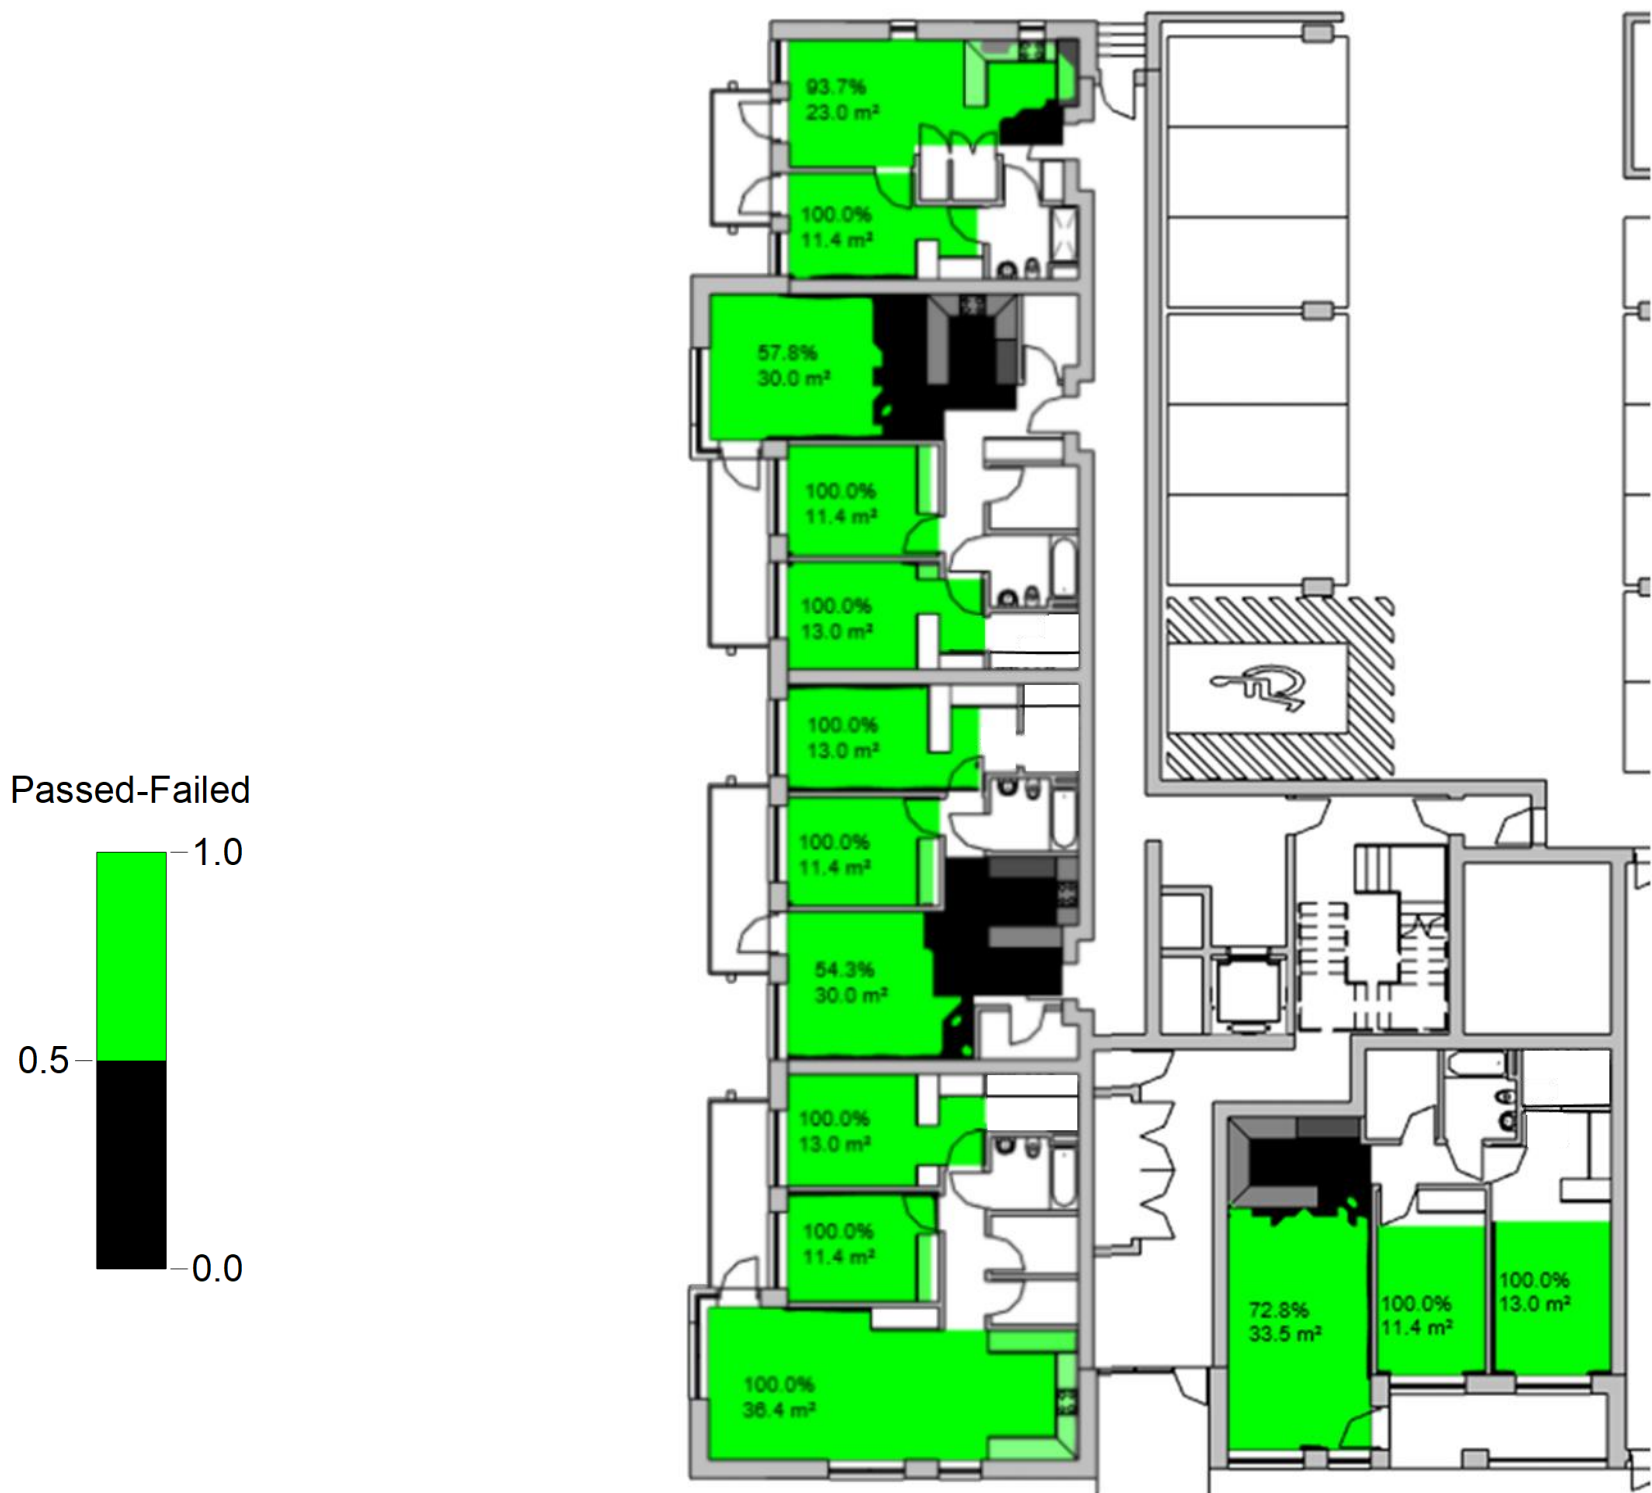 93.7%
23.0 m²
100.0%
11.4 m²
57.8%
30.0 m²
100.0%
11.4 m²
100.0%
13.0 m²
100.0%
13.0 m²
Passed-Failed
1.0
0.5
0.0
100.0%
11.4 m²
54.3%
30.0 m²
100.0%
13.0 m²
100.0%
11.4 m²
100.0%
36.4 m²
72.8%
33.5 m²
100.0%
11.4 m²
100.0%
13.0 m²